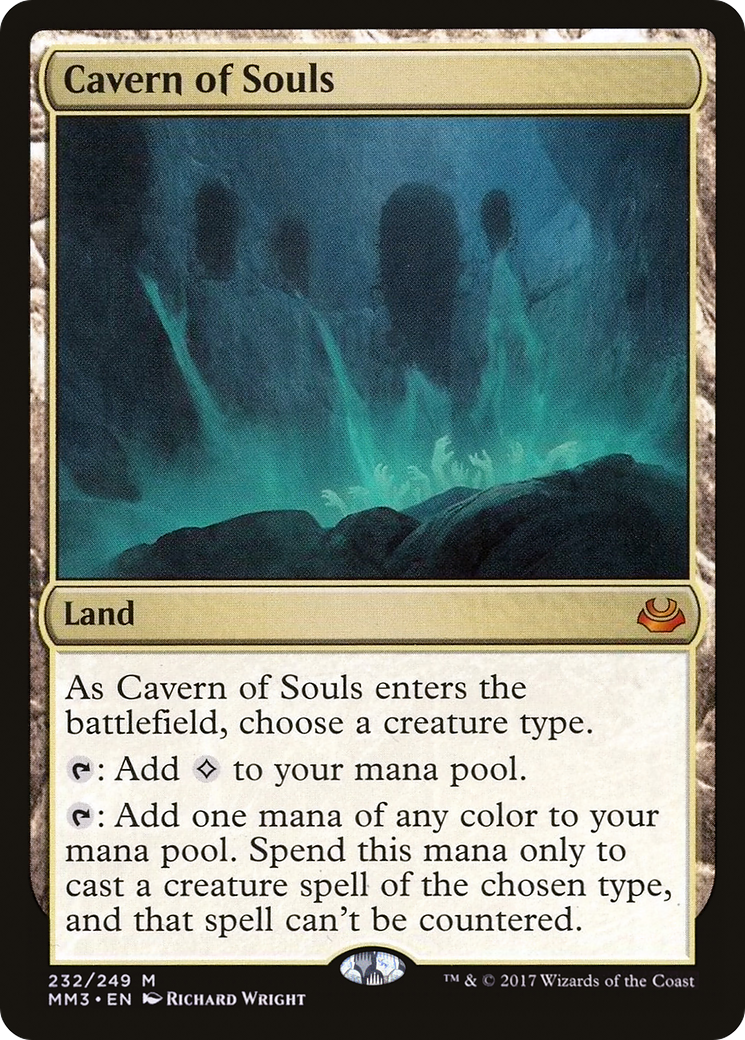 Cavern of Souls
Land
As Cavern of Souls enters the
battlefield, choose a creature type.
: Add to your mana pool.
: Add one mana of any color to your
mana pool. Spend this mana only to
cast a creature spell of the chosen type,
and that spell can't be countered.
232/249 M
MM3 • EN Richard Wright
™ & © 2017 Wizards of the Coast